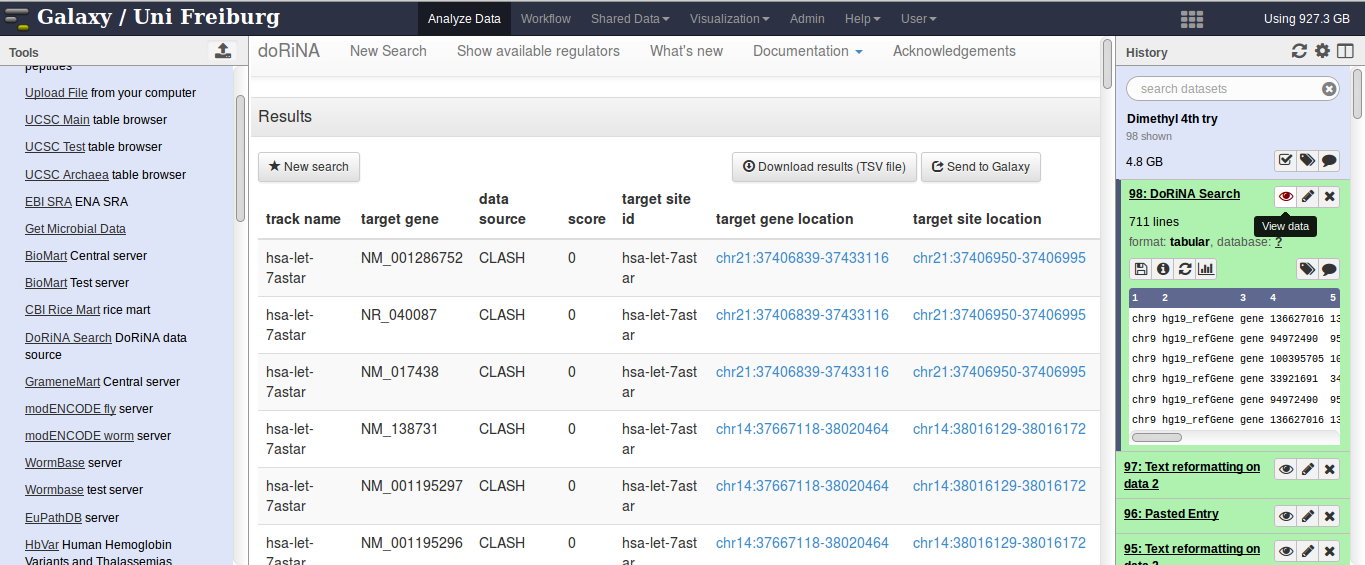 Galaxy / Uni Freiburg
Analyze Data Workflow Shared Data Visualization Admin Help User
Using 927.3 GB
Tools
peptides
Upload File from your computer
UCSC Main table browser
UCSC Test table browser
UCSC Archaea table browser
EBI SRA ENA SRA
Get Microbial Data
BioMart Central server
BioMart Test server
CBI Rice Mart rice mart
DoRiNA Search DoRiNA data
source
GrameneMart Central server
modENCODE fly server
modENCODE worm server
WormBase server
Wormbase test server
EuPathDB server
HbVar Human Hemoglobin
Variants and Thalassemias
doRiNA New Search Show available regulators What's new Documentation Acknowledgements
Results
New search Download results (TSV file) Send to Galaxy
track name target gene data source score target site id target gene location target site location
hsa-let-7astar NM_001286752 CLASH 0 hsa-let-7astar chr21:37406839-37433116 chr21:37406950-37406995
hsa-let-7astar NR_040087 CLASH 0 hsa-let-7astar chr21:37406839-37433116 chr21:37406950-37406995
hsa-let-7astar NM_017438 CLASH 0 hsa-let-7astar chr21:37406839-37433116 chr21:37406950-37406995
hsa-let-7astar NM_138731 CLASH 0 hsa-let-7astar chr14:37667118-38020464 chr14:38016129-38016172
hsa-let-7astar NM_001195297 CLASH 0 hsa-let-7astar chr14:37667118-38020464 chr14:38016129-38016172
hsa-let-7astar NM_001195296 CLASH 0 hsa-let-7astar chr14:37667118-38020464 chr14:38016129-38016172
History
search datasets
Dimethyl 4th try
98 shown
4.8 GB
98: DoRiNA Search
711 lines
View data
format: tabular, database: ?
1 2 3 4 5
chr9 hg19_refGene gene 136627016 13
chr9 hg19_refGene gene 94972490 95
chr9 hg19_refGene gene 100395705 10
chr9 hg19_refGene gene 33921691 34
chr9 hg19_refGene gene 94972490 95
chr9 hg19_refGene gene 136627016 13
97: Text reformatting on
data 2
96: Pasted Entry
95: Text reformatting on
data 2